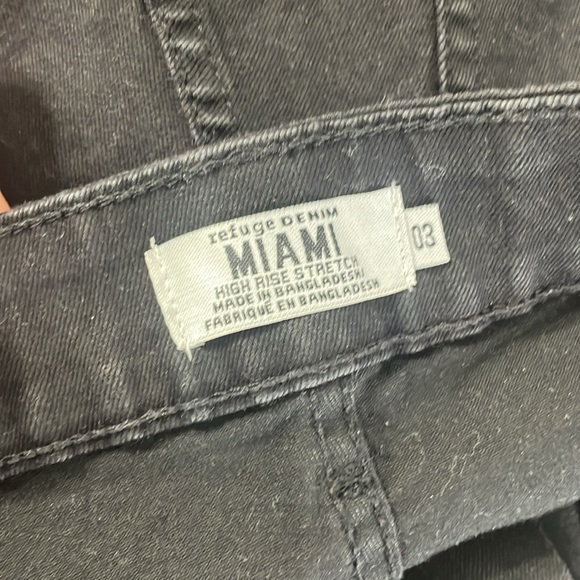 refuge DENIM
MIAMI
03
HIGH RISE STRETCH
MADE IN BANGLADESH/
FABRIQUÉ EN BANGLADESH